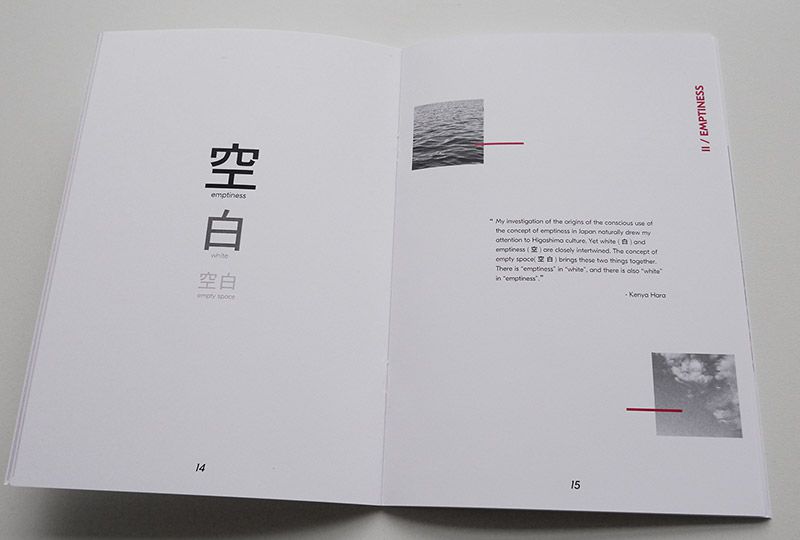 空
emptiness
白
white
空白
empty space
14
II / EMPTINESS
“ My investigation of the origins of the conscious use of
the concept of emptiness in Japan naturally drew my
attention to Higashima culture. Yet white ( 白 ) and
emptiness ( 空 ) are closely intertwined. The concept of
empty space( 空 白 ) brings these two things together.
There is “emptiness” in “white”, and there is also “white”
in “emptiness”.”
- Kenya Hara
15